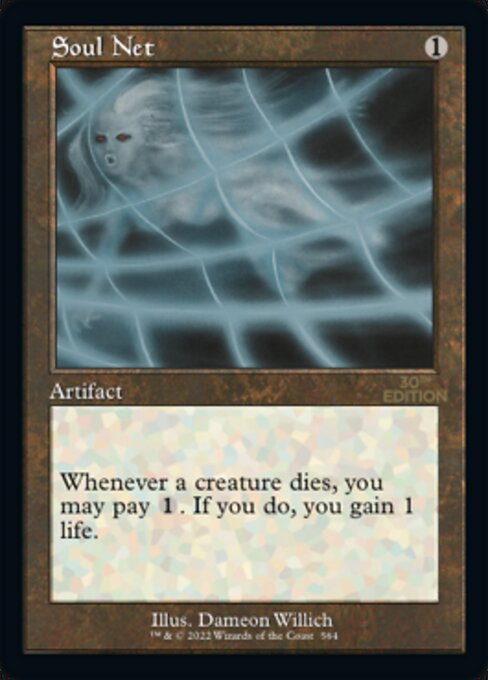 Soul Net 1
30TH EDITION
Artifact
Whenever a creature dies, you
may pay 1. If you do, you gain 1
life.
Illus. Dameon Willich
™ & © 2022 Wizards of the Coast 564